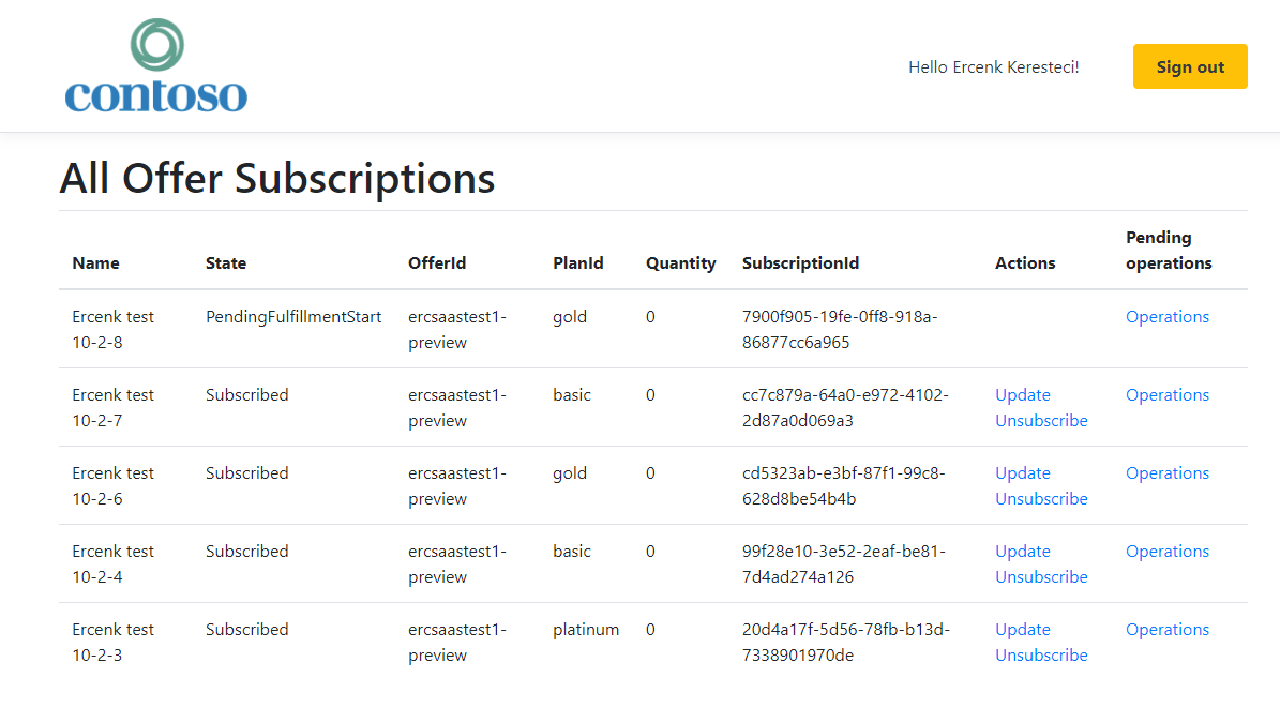 contoso
Hello Ercenk Keresteci!
Sign out
All Offer Subscriptions
Name State OfferId PlanId Quantity SubscriptionId Actions Pending operations
Ercenk test PendingFulfillmentStart ercsaastest1- gold 0 7900f905-19fe-0ff8-918a- Operations
10-2-8 preview 86877cc6a965
Ercenk test Subscribed ercsaastest1- basic 0 cc7c879a-64a0-e972-4102- Update Operations
10-2-7 preview 2d87a0d069a3 Unsubscribe
Ercenk test Subscribed ercsaastest1- gold 0 cd5323ab-e3bf-87f1-99c8- Update Operations
10-2-6 preview 628d8be54b4b Unsubscribe
Ercenk test Subscribed ercsaastest1- basic 0 99f28e10-3e52-2eaf-be81- Update Operations
10-2-4 preview 7d4ad274a126 Unsubscribe
Ercenk test Subscribed ercsaastest1- platinum 0 20d4a17f-5d56-78fb-b13d- Update Operations
10-2-3 preview 7338901970de Unsubscribe